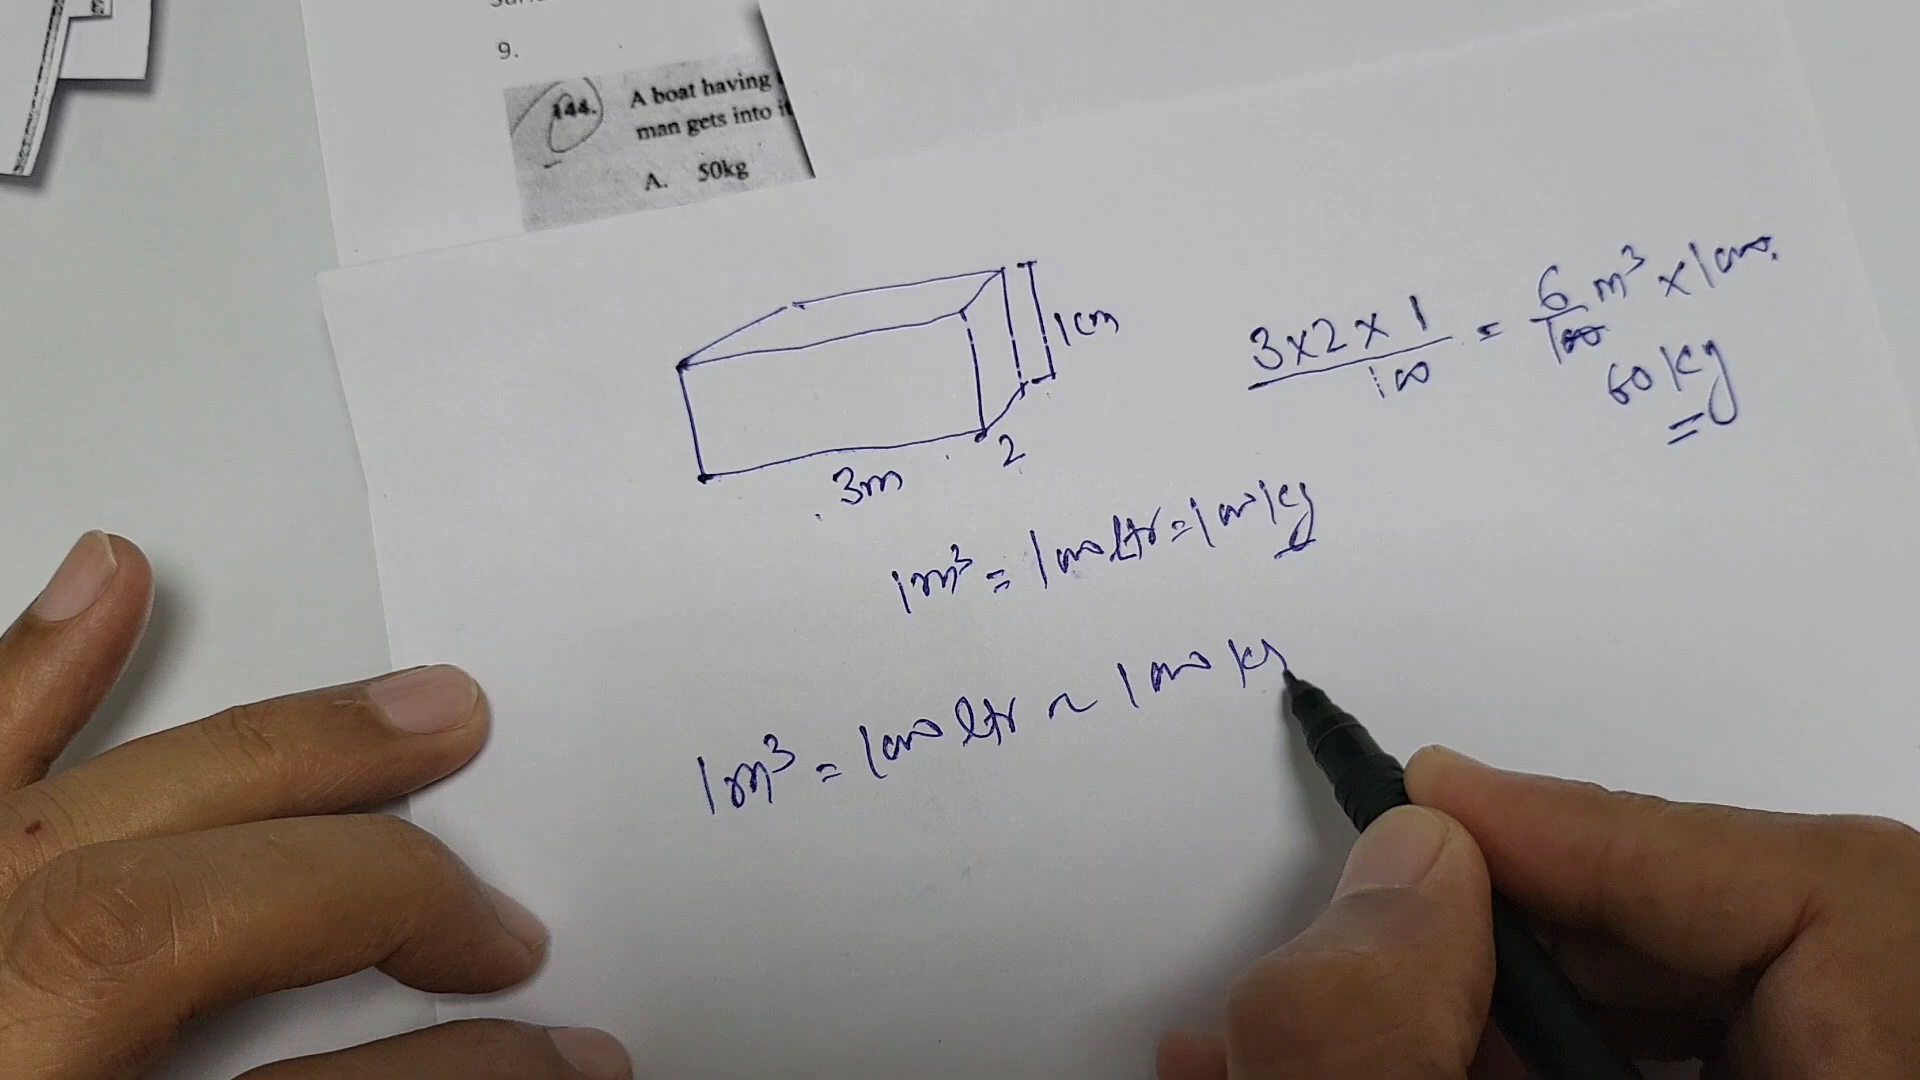 9.
144. A boat having
man gets into it
A. 50kg
1cm
3m
2
3x2x1/100 = 6/100 m³ x 1000.
60 kg
1m³ = 1000 ltr = 1000 kg
1m³ = 1000 ltr ~ 1000 kg